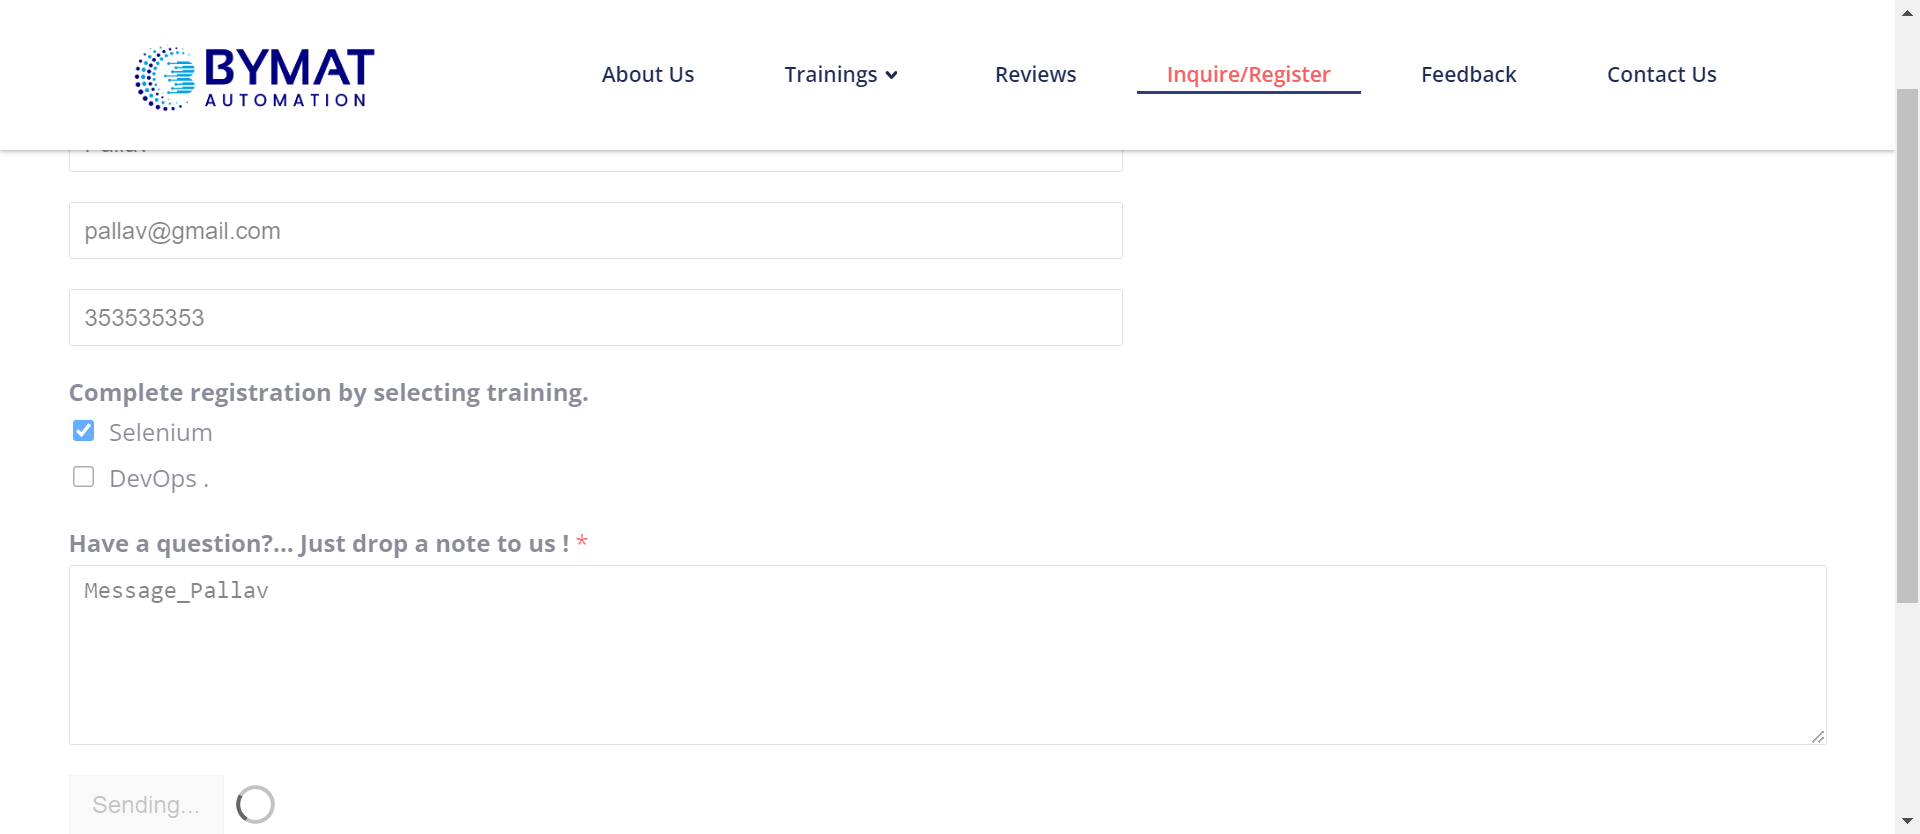 BYMAT
AUTOMATION
About Us
Trainings
Reviews
Inquire/Register
Feedback
Contact Us
pallav@gmail.com
353535353
Complete registration by selecting training.
Selenium
DevOps .
Have a question?... Just drop a note to us ! *
Message_Pallav
Sending...